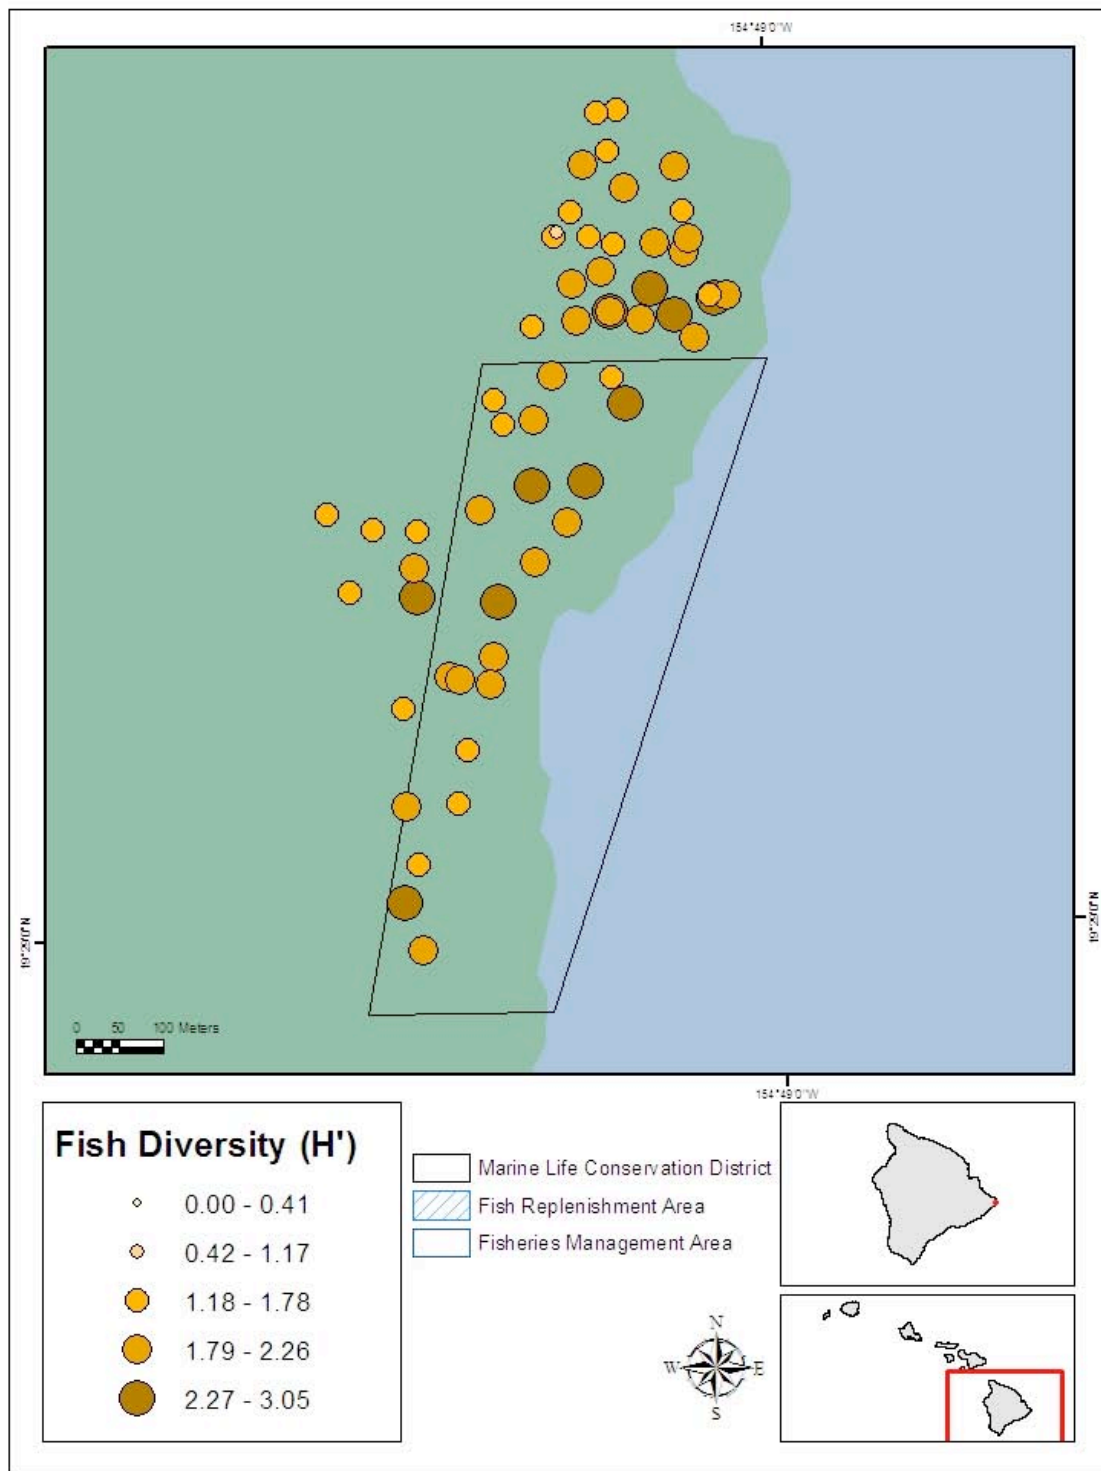 154°49'0"W
19°29'0"N
19°29'0"N
0 50 100 Meters
154°49'0"W
Fish Diversity (H')
0.00 - 0.41
0.42 - 1.17
1.18 - 1.78
1.79 - 2.26
2.27 - 3.05
Marine Life Conservation District
Fish Replenishment Area
Fisheries Management Area
N
W E
S